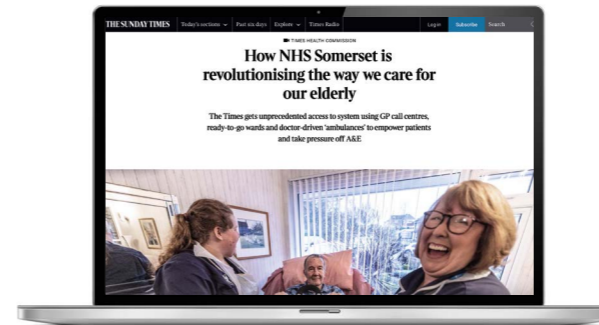 THE SUNDAY TIMES Today's sections Past six days Explore Times Radio Log in Subscribe Search
TIMES HEALTH COMMISSION
How NHS Somerset is
revolutionising the way we care for
our elderly
The Times gets unprecedented access to system using GP call centres,
ready-to-go wards and doctor-driven 'ambulances' to empower patients
and take pressure off A&E